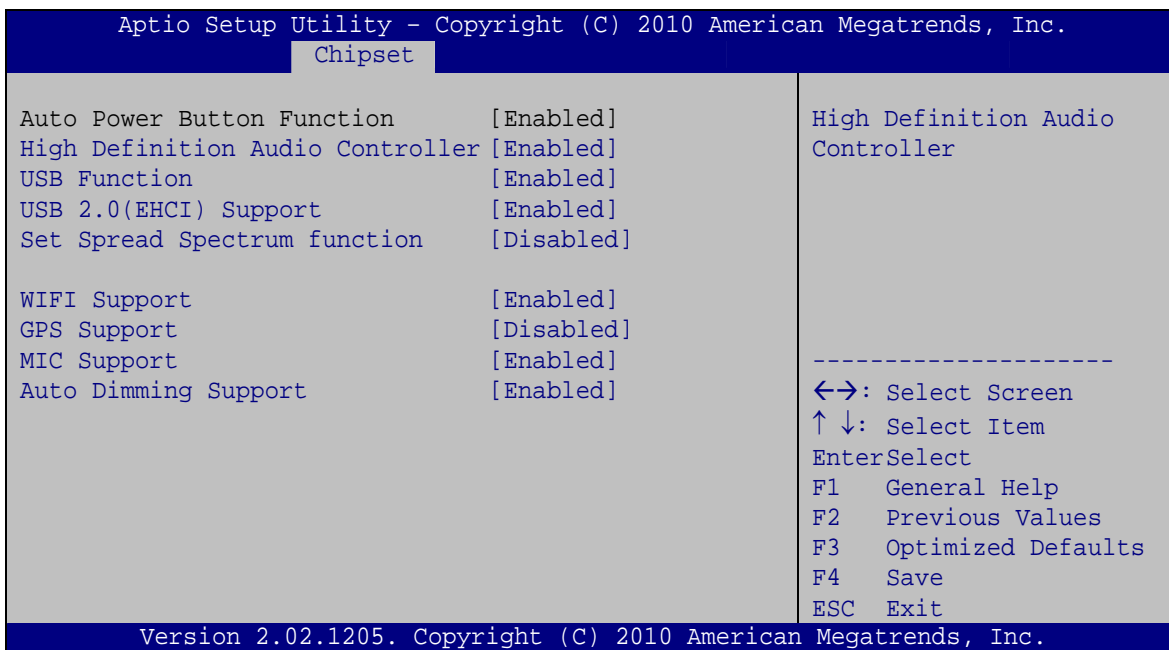 Aptio Setup Utility – Copyright (C) 2010 American Megatrends, Inc.
Chipset
Auto Power Button Function [Enabled]
High Definition Audio Controller [Enabled]
USB Function [Enabled]
USB 2.0(EHCI) Support [Enabled]
Set Spread Spectrum function [Disabled]
WIFI Support [Enabled]
GPS Support [Disabled]
MIC Support [Enabled]
Auto Dimming Support [Enabled]
High Definition Audio
Controller
---------------------
←→: Select Screen
↑ ↓: Select Item
EnterSelect
F1 General Help
F2 Previous Values
F3 Optimized Defaults
F4 Save
ESC Exit
Version 2.02.1205. Copyright (C) 2010 American Megatrends, Inc.